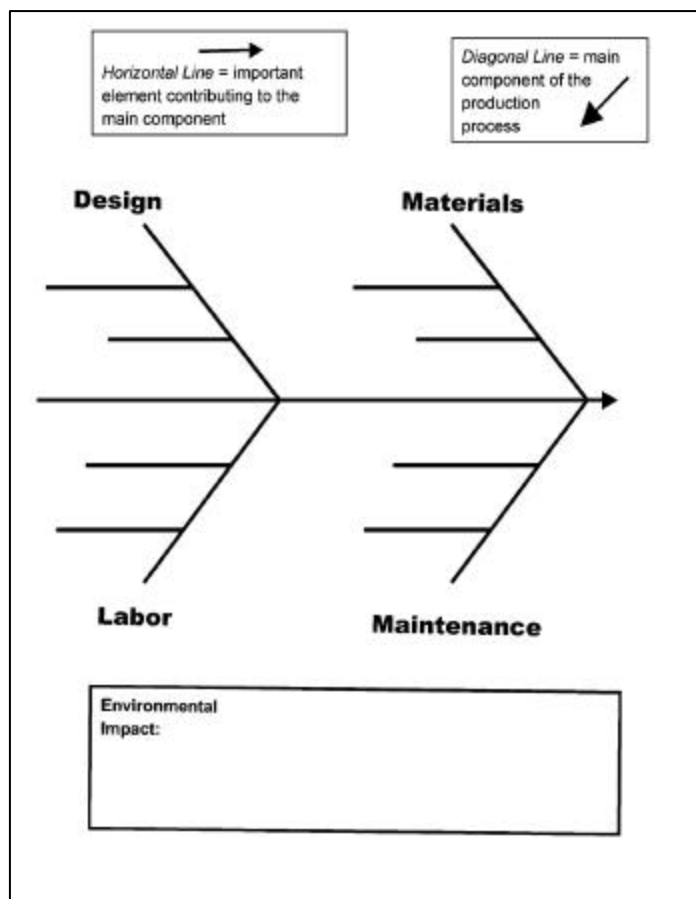 Horizontal Line = important
element contributing to the
main component
Diagonal Line = main
component of the
production
process
Design
Materials
Labor
Maintenance
Environmental
Impact: